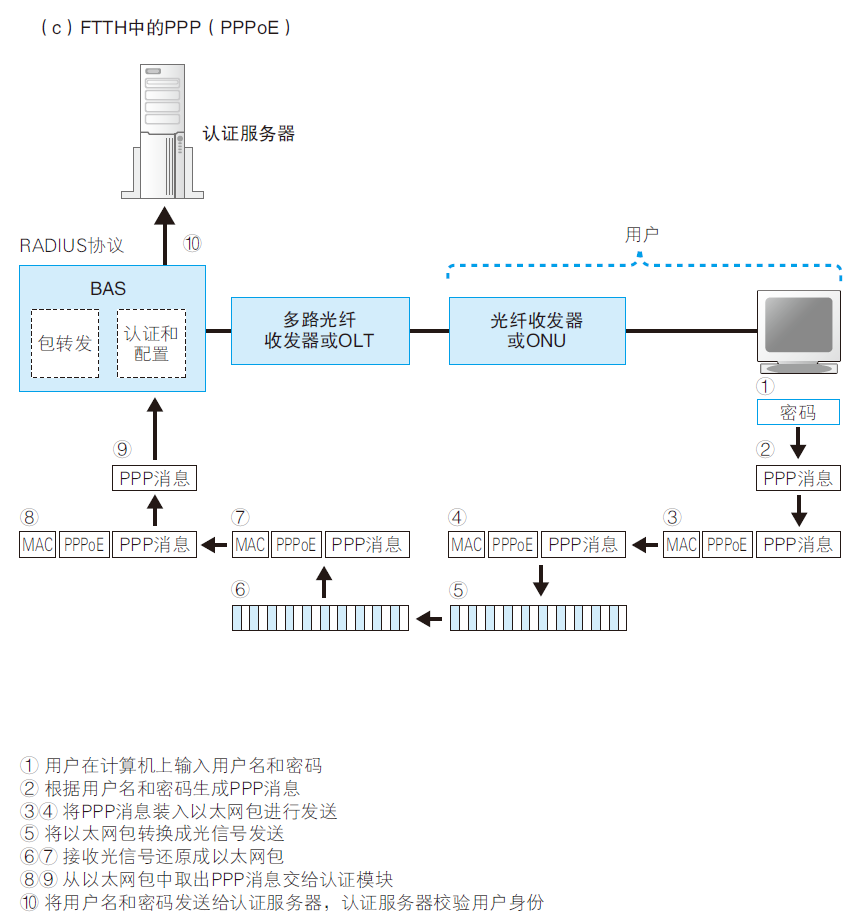 （c）FTTH中的PPP（PPPoE）
认证服务器
⑩
RADIUS协议
用户
BAS
包转发
认证和
配置
多路光纤
收发器或OLT
光纤收发器
或ONU
①
密码
②
PPP消息
⑨
PPP消息
⑧
MAC PPPoE PPP消息
⑦
MAC PPPoE PPP消息
④
MAC PPPoE PPP消息
③
MAC PPPoE PPP消息
⑥
⑤
① 用户在计算机上输入用户名和密码
② 根据用户名和密码生成PPP消息
③④ 将PPP消息装入以太网包进行发送
⑤ 将以太网包转换成光信号发送
⑥⑦ 接收光信号还原成以太网包
⑧⑨ 从以太网包中取出PPP消息交给认证模块
⑩ 将用户名和密码发送给认证服务器，认证服务器校验用户身份